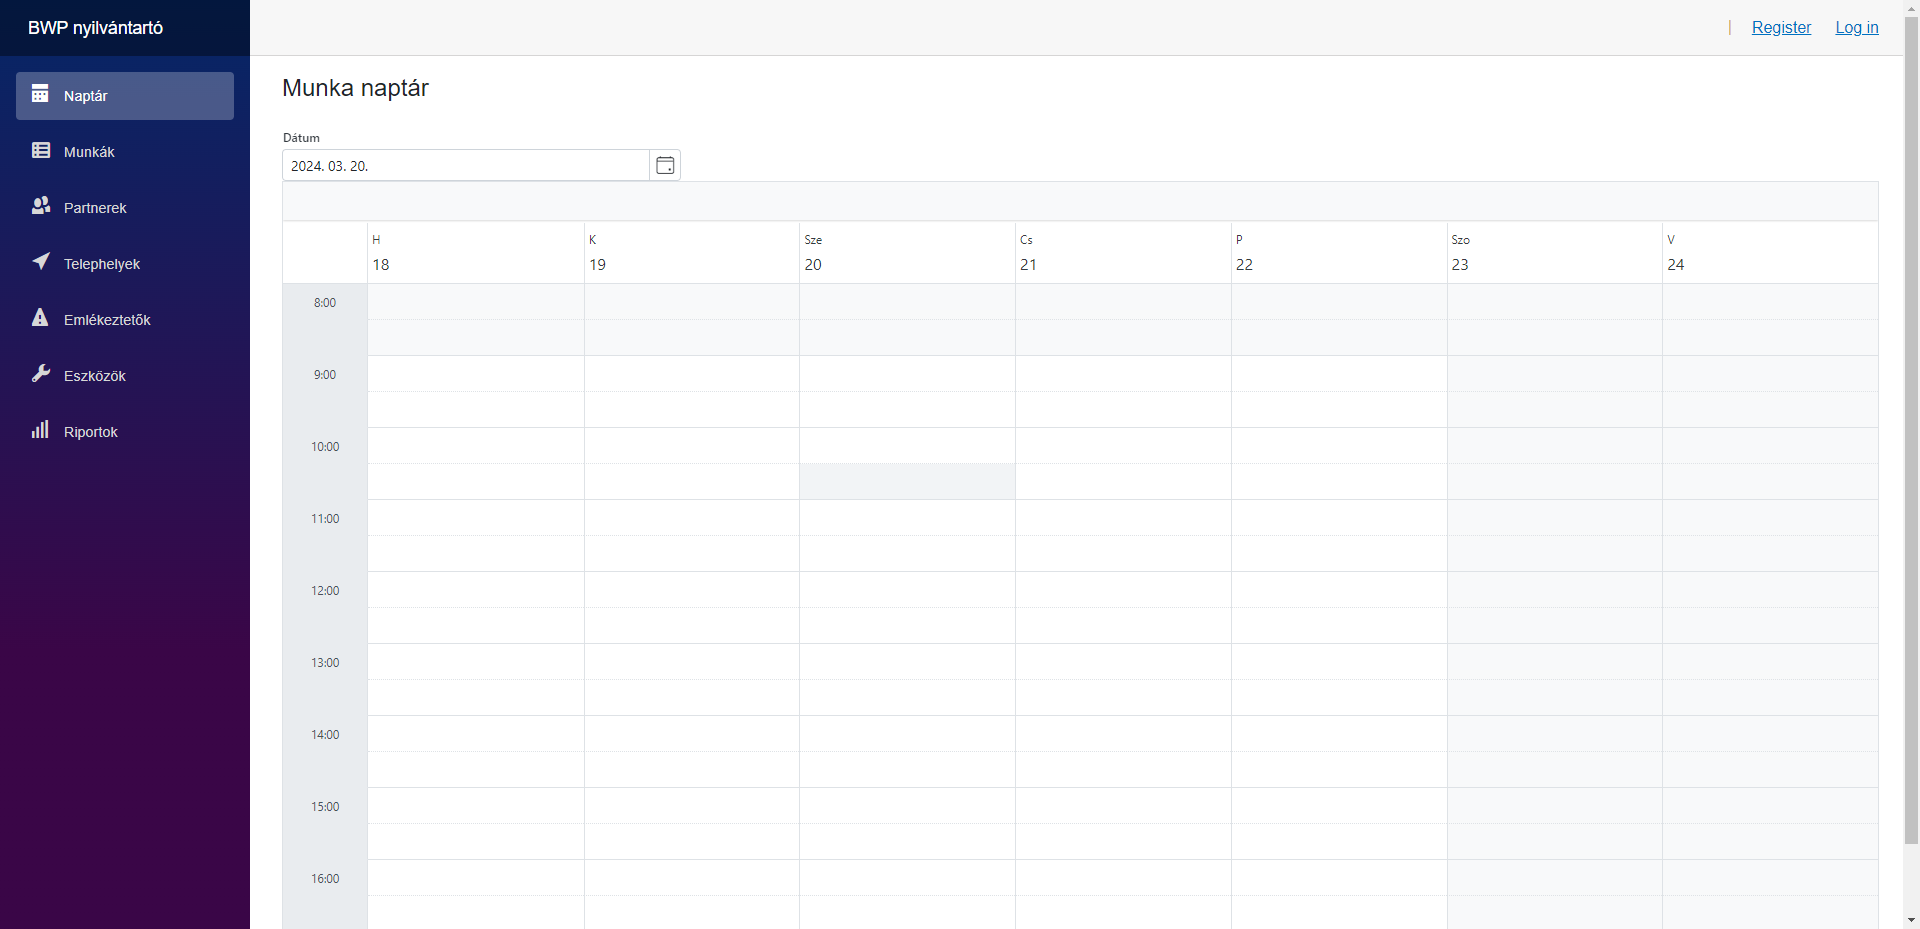 BWP nyilvántartó
| Register Log in
Naptár
Munkák
Partnerek
Telephelyek
Emlékeztetők
Eszközök
Riportok
Munka naptár
Dátum
2024. 03. 20.
H K Sze Cs P Szo V
18 19 20 21 22 23 24
8:00
9:00
10:00
11:00
12:00
13:00
14:00
15:00
16:00